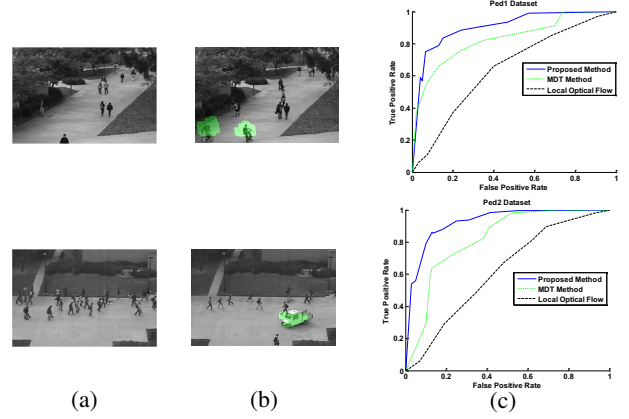 Ped1 Dataset
True Positive Rate
1
0.8
0.6
0.4
0.2
0
0 0.2 0.4 0.6 0.8 1
False Positive Rate
Proposed Method
MDT Method
Local Optical Flow
Ped2 Dataset
True Positive Rate
1
0.8
0.6
0.4
0.2
0
0 0.2 0.4 0.6 0.8 1
False Positive Rate
Proposed Method
MDT Method
Local Optical Flow
(a) (b) (c)